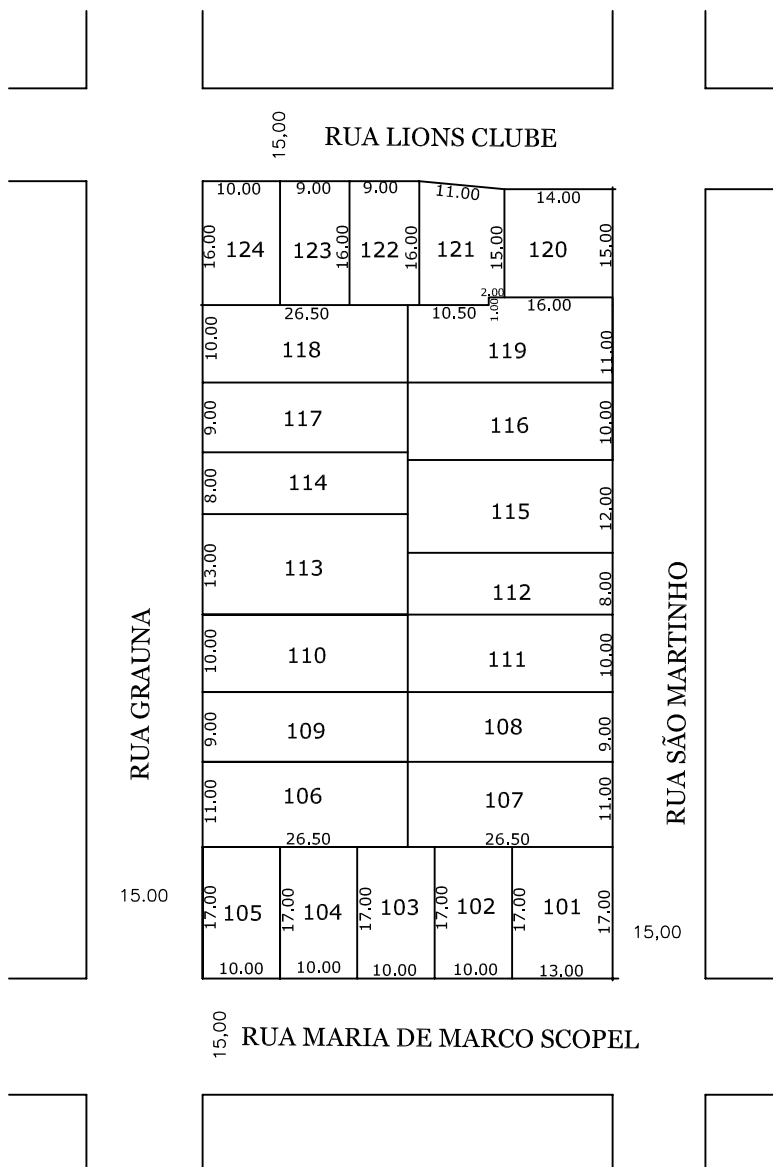 15,00 RUA LIONS CLUBE
10.00 9.00 9.00 11.00 14.00
16.00 124 123 16.00 122 16.00 121 15.00 120 15.00
2.00
26.50 10.50 1.00 16.00
10.00 118 119 11.00
9.00 117 116 10.00
8.00 114
115 12.00
13.00 113
112 8.00
RUA GRAUNA
RUA SÃO MARTINHO
10.00 110 111 10.00
9.00 109 108 9.00
11.00 106 107 11.00
26.50 26.50
15.00
17.00 105 17.00 104 17.00 103 17.00 102 17.00 101 17.00
15,00
10.00 10.00 10.00 10.00 13.00
15,00 RUA MARIA DE MARCO SCOPEL